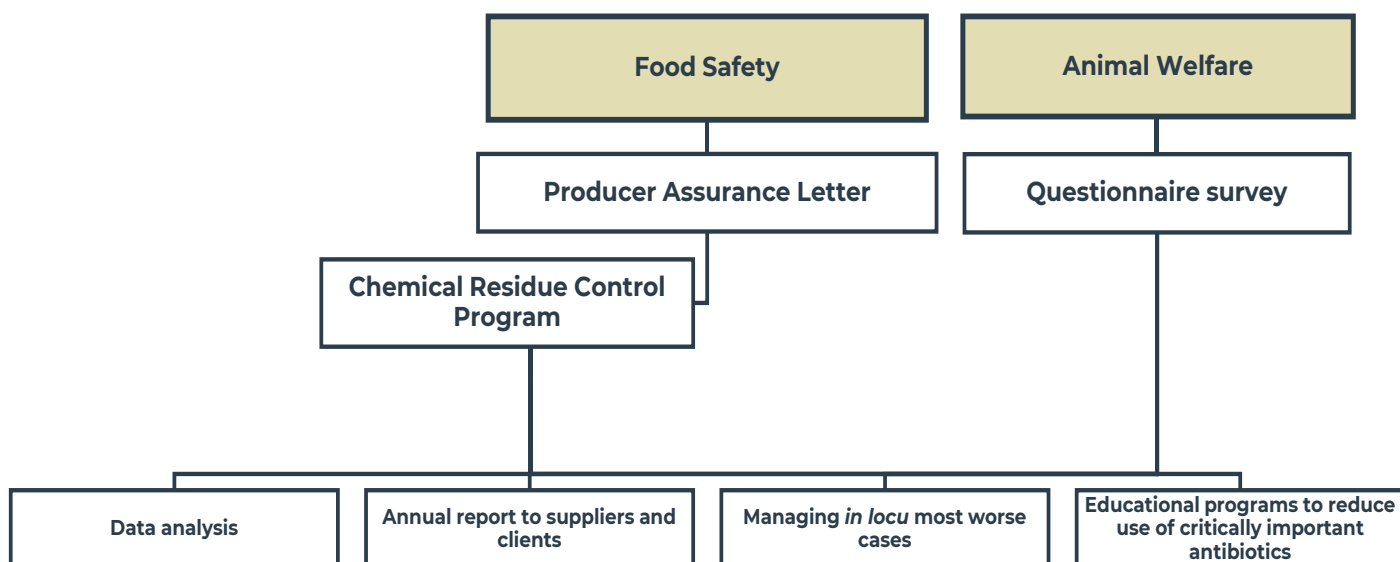 Food Safety
Animal Welfare
Producer Assurance Letter
Questionnaire survey
Chemical Residue Control
Program
Data analysis
Annual report to suppliers and
clients
Managing in locu most worse
cases
Educational programs to reduce
use of critically important
antibiotics